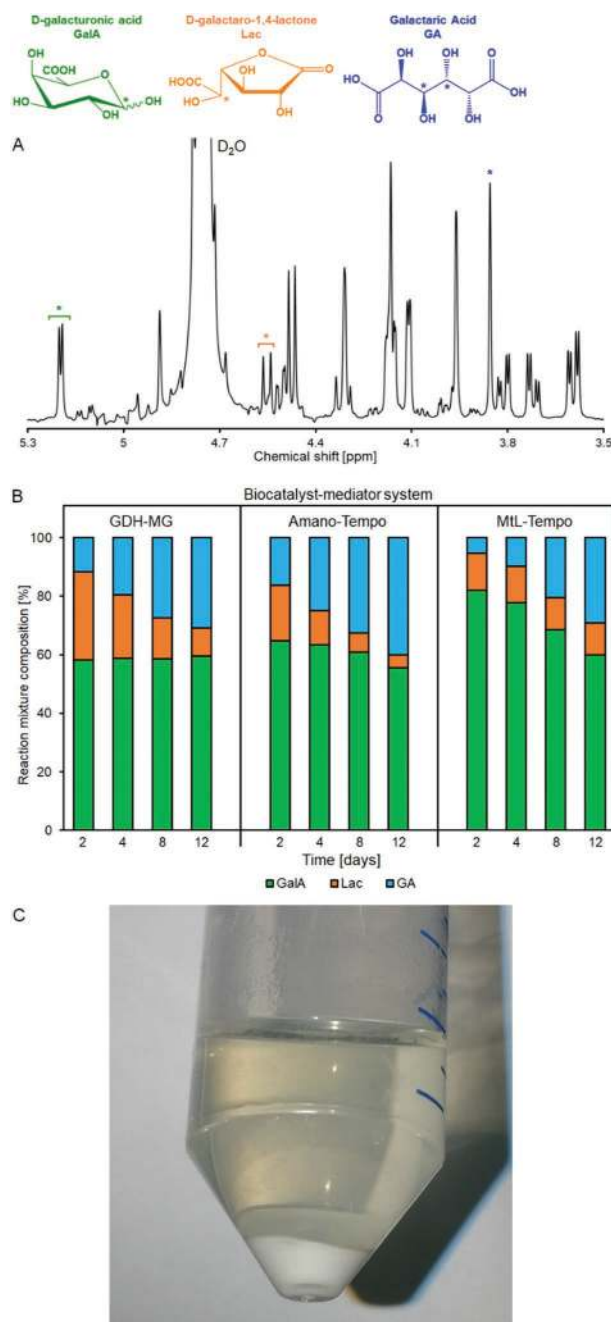 D-galacturonic acid
GalA
D-galactaro-1,4-lactone
Lac
Galactaric Acid
GA
OH
COOH
O
HO
OH
*
OH
O
O
HOOC
OH
HO
*
OH
O
OH
OH
HO
*
*
OH
OH
OH
O
A
D₂O
*
*
*
5.3 5 4.7 4.4 4.1 3.8 3.5
Chemical shift [ppm]
B
Biocatalyst-mediator system
GDH-MG Amano-Tempo MtL-Tempo
Reaction mixture composition [%]
100
80
60
40
20
0
2 4 8 12 2 4 8 12 2 4 8 12
Time [days]
GalA Lac GA
C